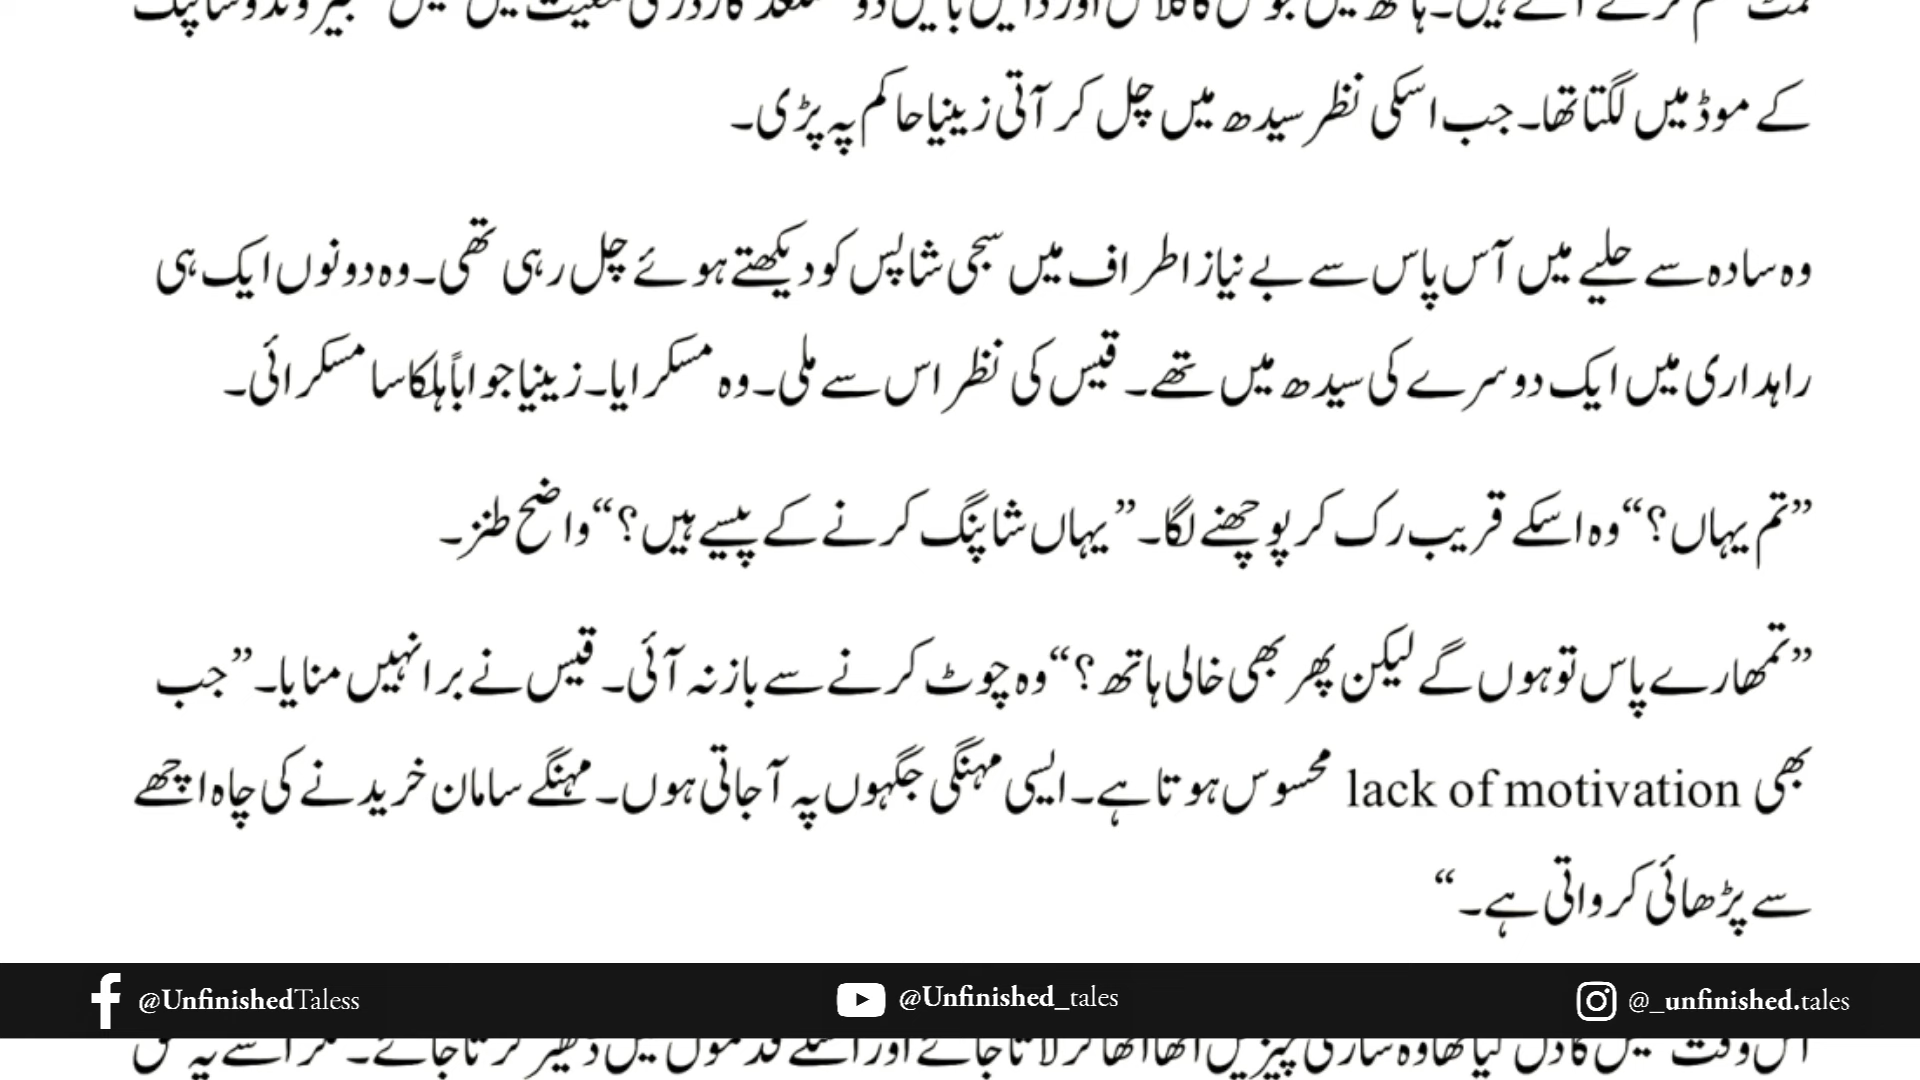 کے موڈ میں لگتا تھا۔ جب اسکی نظر سیدھ میں چل کر آتی زینیا حاکم پہ پڑی۔
وہ سادہ سے حلیے میں آس پاس سے بے نیاز اطراف میں سجی شاپس کو دیکھتے ہوئے چل رہی تھی۔ وہ دونوں ایک ہی
راہداری میں ایک دوسرے کی سیدھ میں تھے۔ قیس کی نظر اس سے ملی۔ وہ مسکرایا۔ زینیا جواباً ہلکا سا مسکرائی۔
”تم یہاں؟“ وہ اسکے قریب رک کر پوچھنے لگا۔ ”یہاں شاپنگ کرنے کے پیسے ہیں؟“ واضح طنز۔
”تمھارے پاس تو ہوں گے لیکن پھر بھی خالی ہاتھ؟“ وہ چوٹ کرنے سے باز نہ آئی۔ قیس نے برا نہیں منایا۔ ”جب
بھی lack of motivation محسوس ہوتا ہے۔ ایسی مہنگی جگہوں پہ آ جاتی ہوں۔ مہنگے سامان خریدنے کی چاہ اچھے
سے پڑھائی کرواتی ہے۔“
@UnfinishedTaless
@Unfinished_tales
@_unfinished.tales